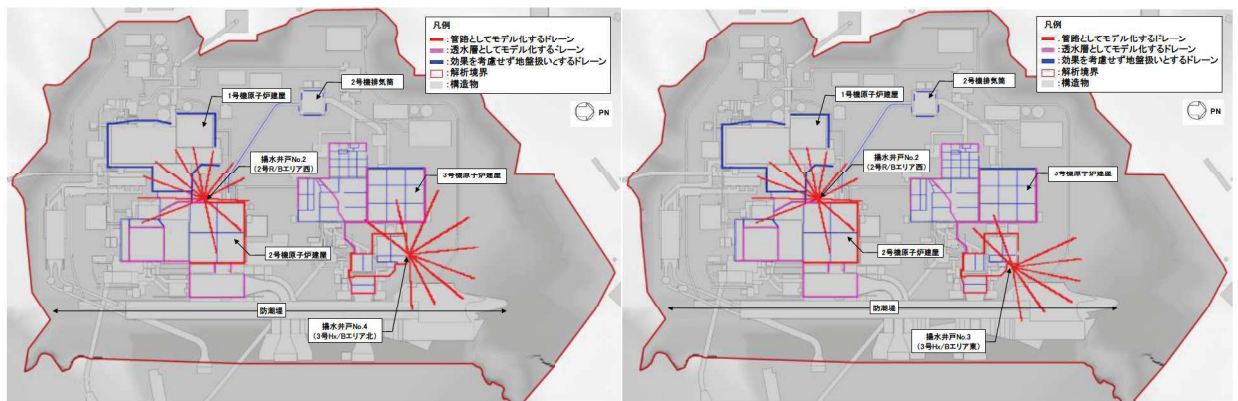 凡例
:管路としてモデル化するドレーン
:透水層としてモデル化するドレーン
:効果を考慮せず地盤扱いとするドレーン
:解析境界
:構造物
PN
2号機排気筒
1号機原子炉建屋
揚水井戸No.2
(2号R/Bエリア西)
3号機原子炉建屋
2号機原子炉建屋
防潮堤
揚水井戸No.4
(3号Hx/Bエリア北)
凡例
:管路としてモデル化するドレーン
:透水層としてモデル化するドレーン
:効果を考慮せず地盤扱いとするドレーン
:解析境界
:構造物
PN
2号機排気筒
1号機原子炉建屋
揚水井戸No.2
(2号R/Bエリア西)
3号機原子炉建屋
2号機原子炉建屋
防潮堤
揚水井戸No.3
(3号Hx/Bエリア東)